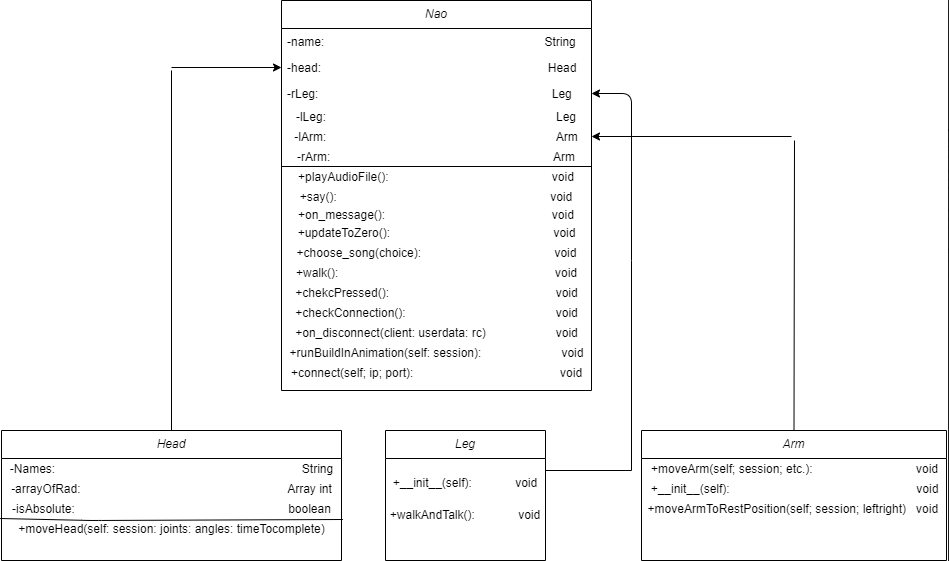 Nao
-name: String
-head: Head
-rLeg: Leg
-lLeg: Leg
-lArm: Arm
-rArm: Arm
+playAudioFile(): void
+say(): void
+on_message(): void
+updateToZero(): void
+choose_song(choice): void
+walk(): void
+chekcPressed(): void
+checkConnection(): void
+on_disconnect(client: userdata: rc) void
+runBuildInAnimation(self: session): void
+connect(self; ip; port): void
Head
-Names: String
-arrayOfRad: Array int
-isAbsolute: boolean
+moveHead(self: session: joints: angles: timeTocomplete)
Leg
+__init__(self): void
+walkAndTalk(): void
Arm
+moveArm(self; session; etc.): void
+__init__(self): void
+moveArmToRestPosition(self; session; leftright) void